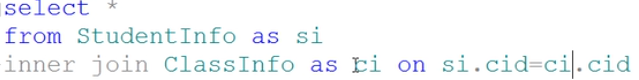 select *
from StudentInfo as si
inner join ClassInfo as ci on si.cid=ci.cid